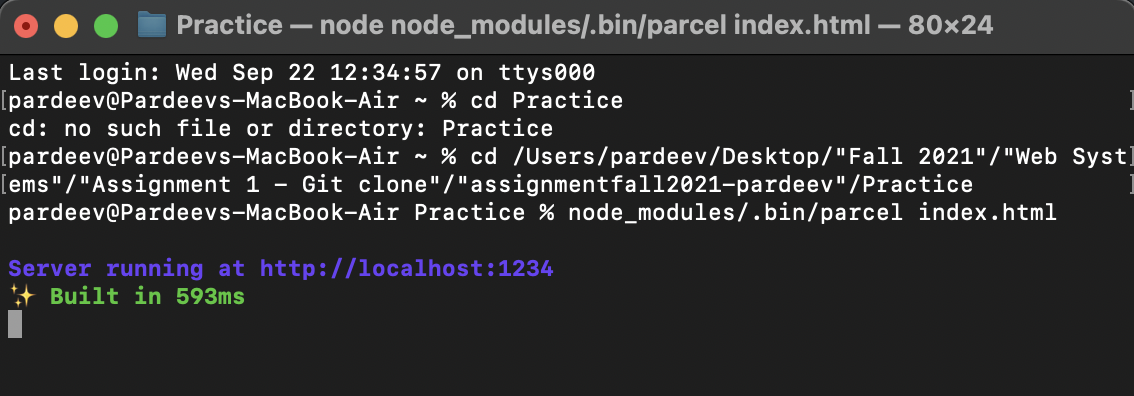 Practice — node node_modules/.bin/parcel index.html — 80×24
Last login: Wed Sep 22 12:34:57 on ttys000
[pardeev@Pardeevs-MacBook-Air ~ % cd Practice ]
cd: no such file or directory: Practice
[pardeev@Pardeevs-MacBook-Air ~ % cd /Users/pardeev/Desktop/"Fall 2021"/"Web Syst]
[ems"/"Assignment 1 - Git clone"/"assignmentfall2021-pardeev"/Practice ]
pardeev@Pardeevs-MacBook-Air Practice % node_modules/.bin/parcel index.html
Server running at http://localhost:1234
✨ Built in 593ms